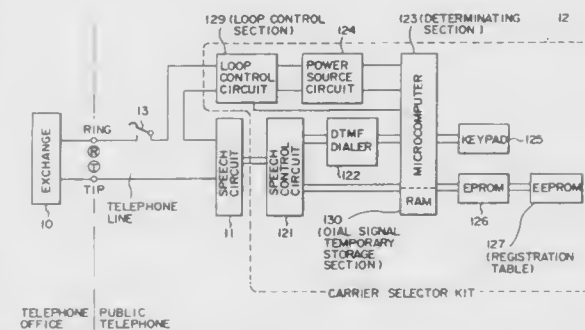 129 (LOOP CONTROL
SECTION)
124
123 (DETERMINATING
SECTION)
12
LOOP
CONTROL
CIRCUIT
POWER
SOURCE
CIRCUIT
MICROCOMPUTER
13
RING
R
T
TIP
EXCHANGE
10
TELEPHONE
LINE
SPEECH
CIRCUIT
11
SPEECH
CONTROL
CIRCUIT
121
DTMF
DIALER
122
KEYPAD
125
RAM
EPROM
126
EEPROM
127
(REGISTRATION
TABLE)
130
(DIAL SIGNAL
TEMPORARY
STORAGE
SECTION)
CARRIER SELECTOR KIT
TELEPHONE
OFFICE
PUBLIC
TELEPHONE